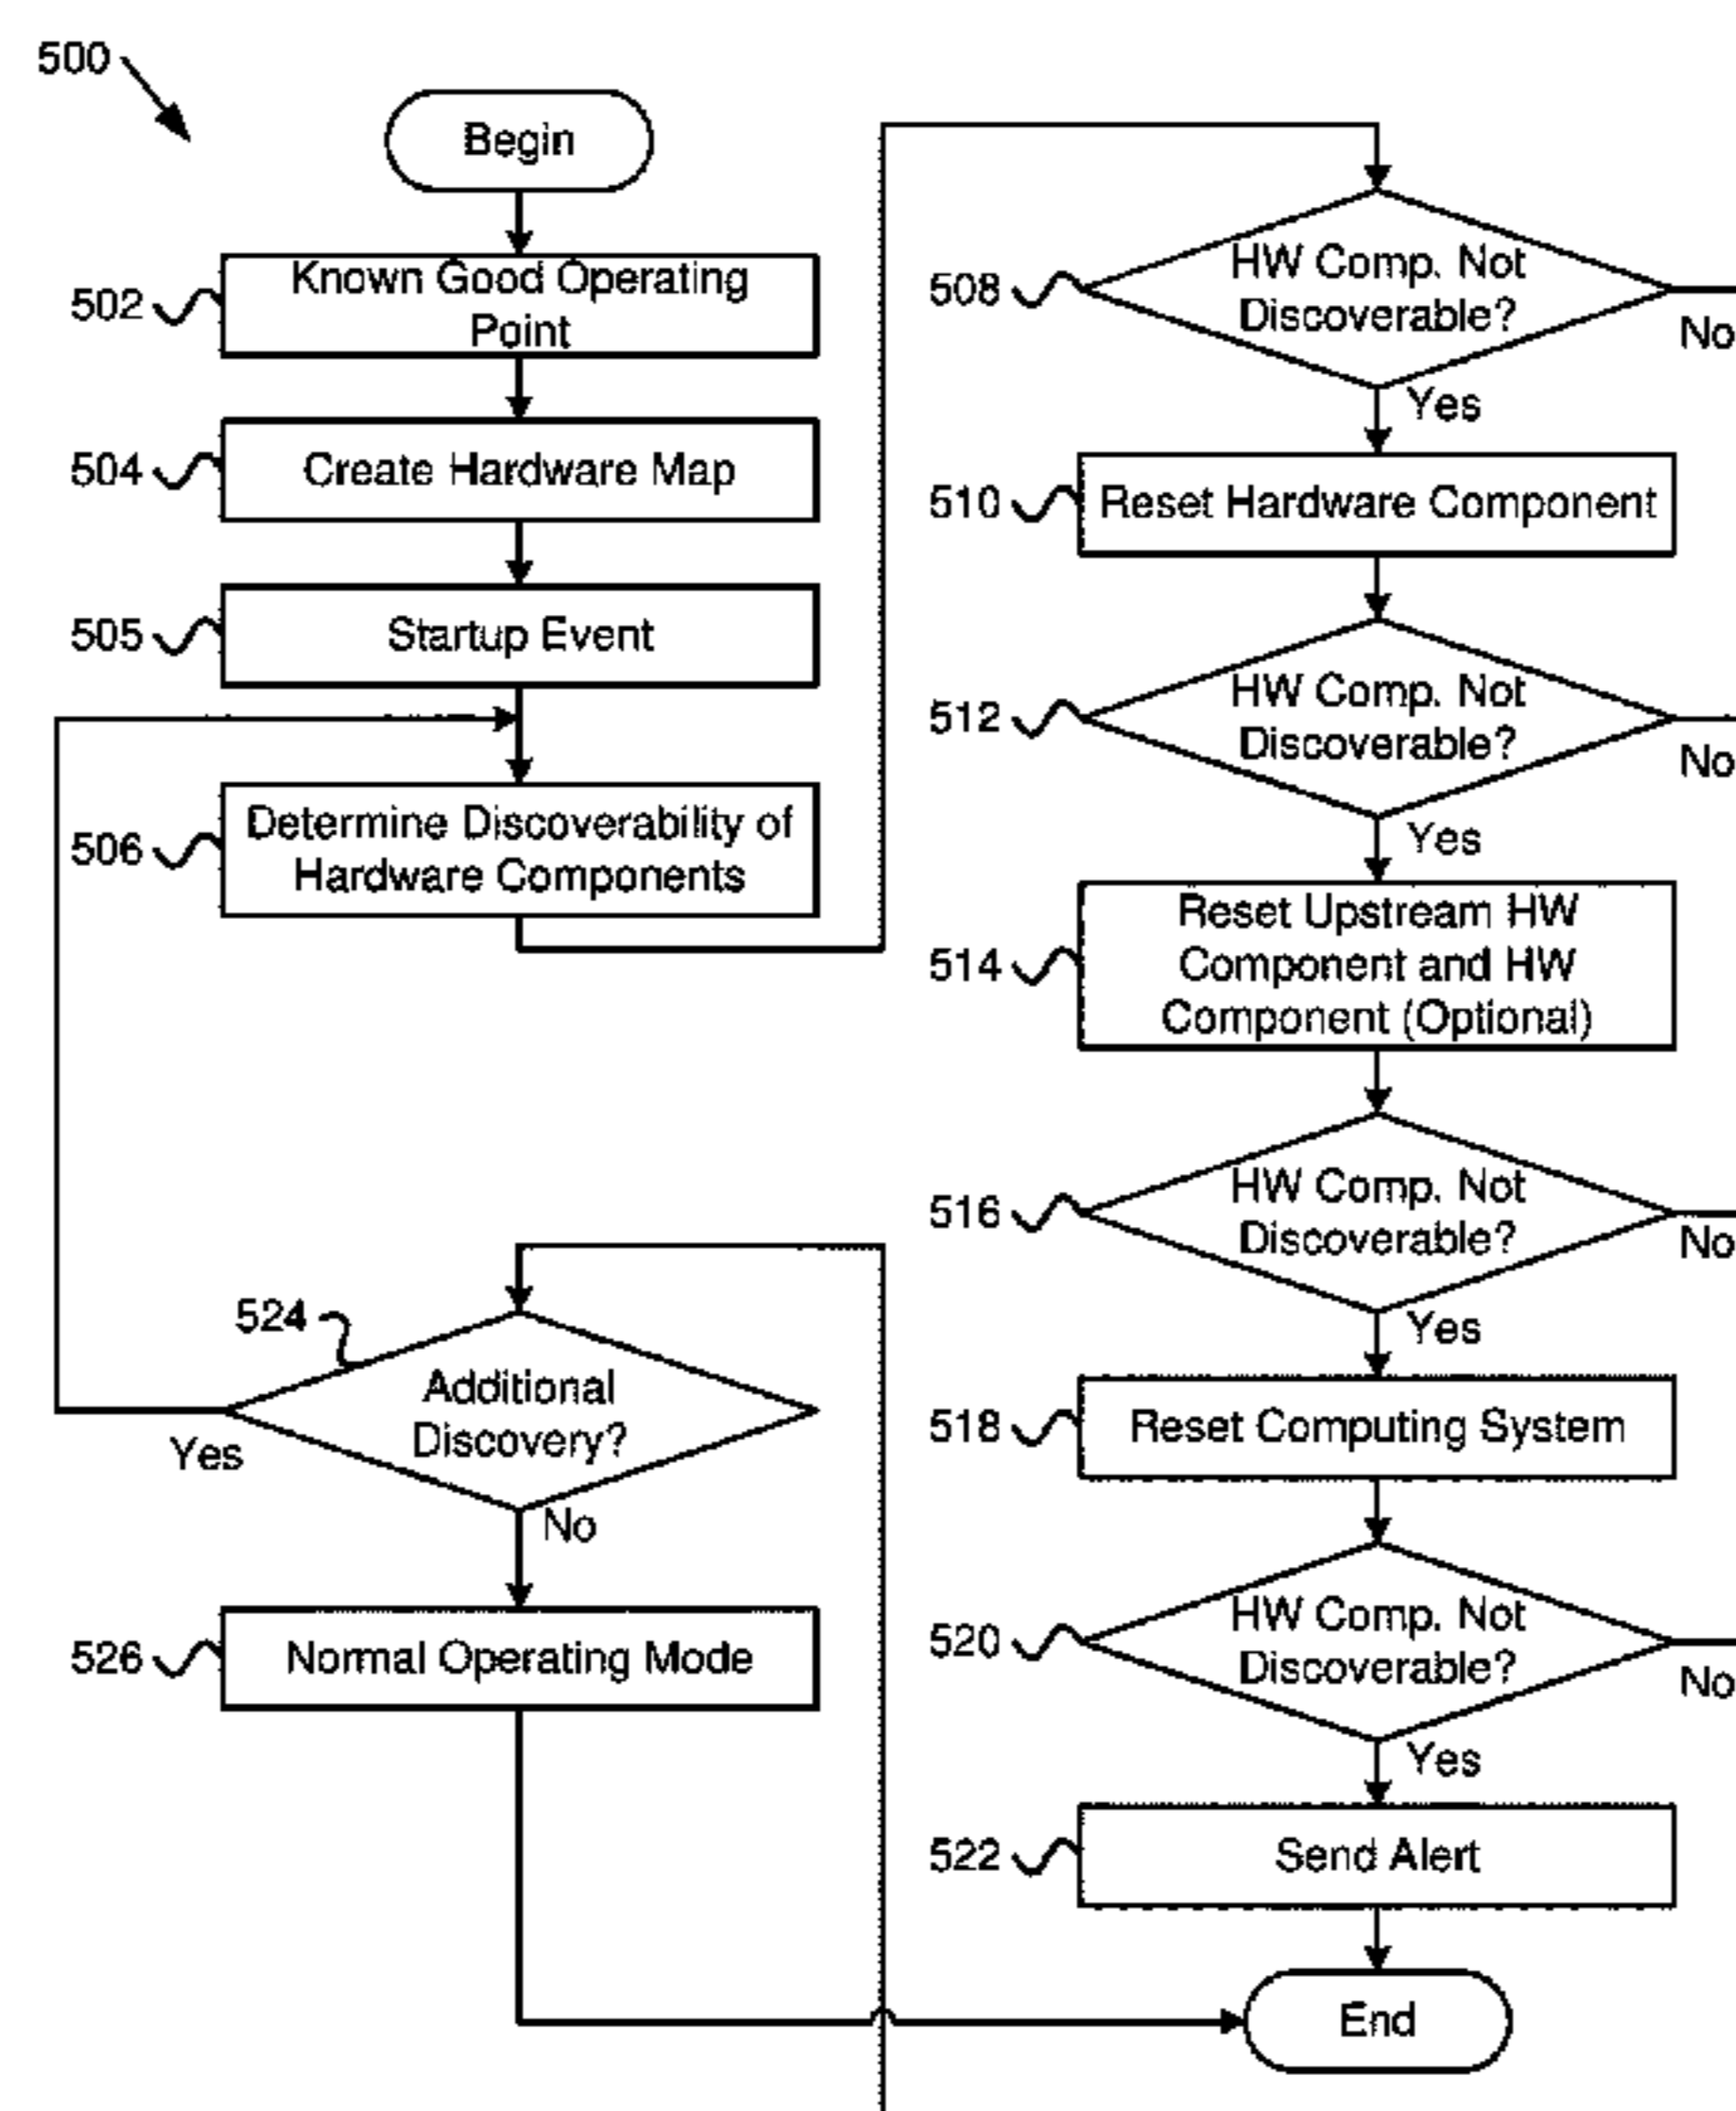 500
Begin
502
Known Good Operating
Point
504
Create Hardware Map
505
Startup Event
506
Determine Discoverability of
Hardware Components
524
Additional
Discovery?
Yes
No
526
Normal Operating Mode
508
HW Comp. Not
Discoverable?
No
Yes
510
Reset Hardware Component
512
HW Comp. Not
Discoverable?
No
Yes
514
Reset Upstream HW
Component and HW
Component (Optional)
516
HW Comp. Not
Discoverable?
No
Yes
518
Reset Computing System
520
HW Comp. Not
Discoverable?
No
Yes
522
Send Alert
End